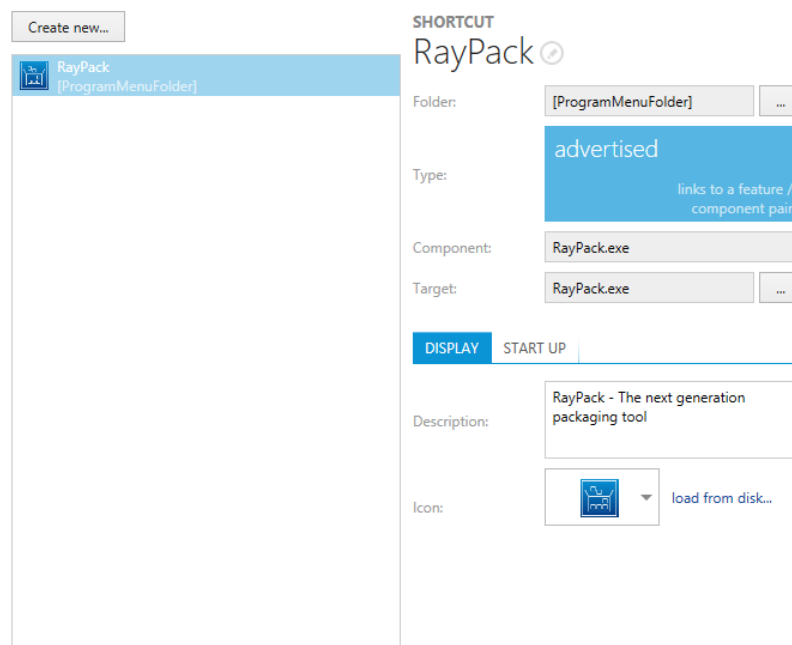 Create new...
RayPack
[ProgramMenuFolder]
SHORTCUT
RayPack
Folder:
[ProgramMenuFolder]
...
Type:
advertised
links to a feature /
component pair
Component:
RayPack.exe
Target:
RayPack.exe
...
DISPLAY
START UP
Description:
RayPack - The next generation
packaging tool
Icon:
load from disk...